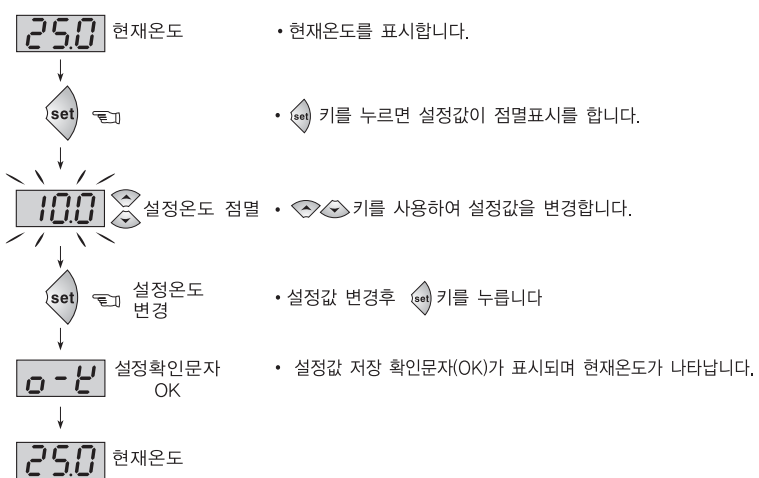 25.0 현재온도 • 현재온도를 표시합니다.
set • set 키를 누르면 설정값이 점멸표시를 합니다.
10.0 설정온도 점멸 • 키를 사용하여 설정값을 변경합니다.
set 설정온도 변경 • 설정값 변경후 set 키를 누릅니다
o-k 설정확인문자 OK • 설정값 저장 확인문자(OK)가 표시되며 현재온도가 나타납니다.
25.0 현재온도